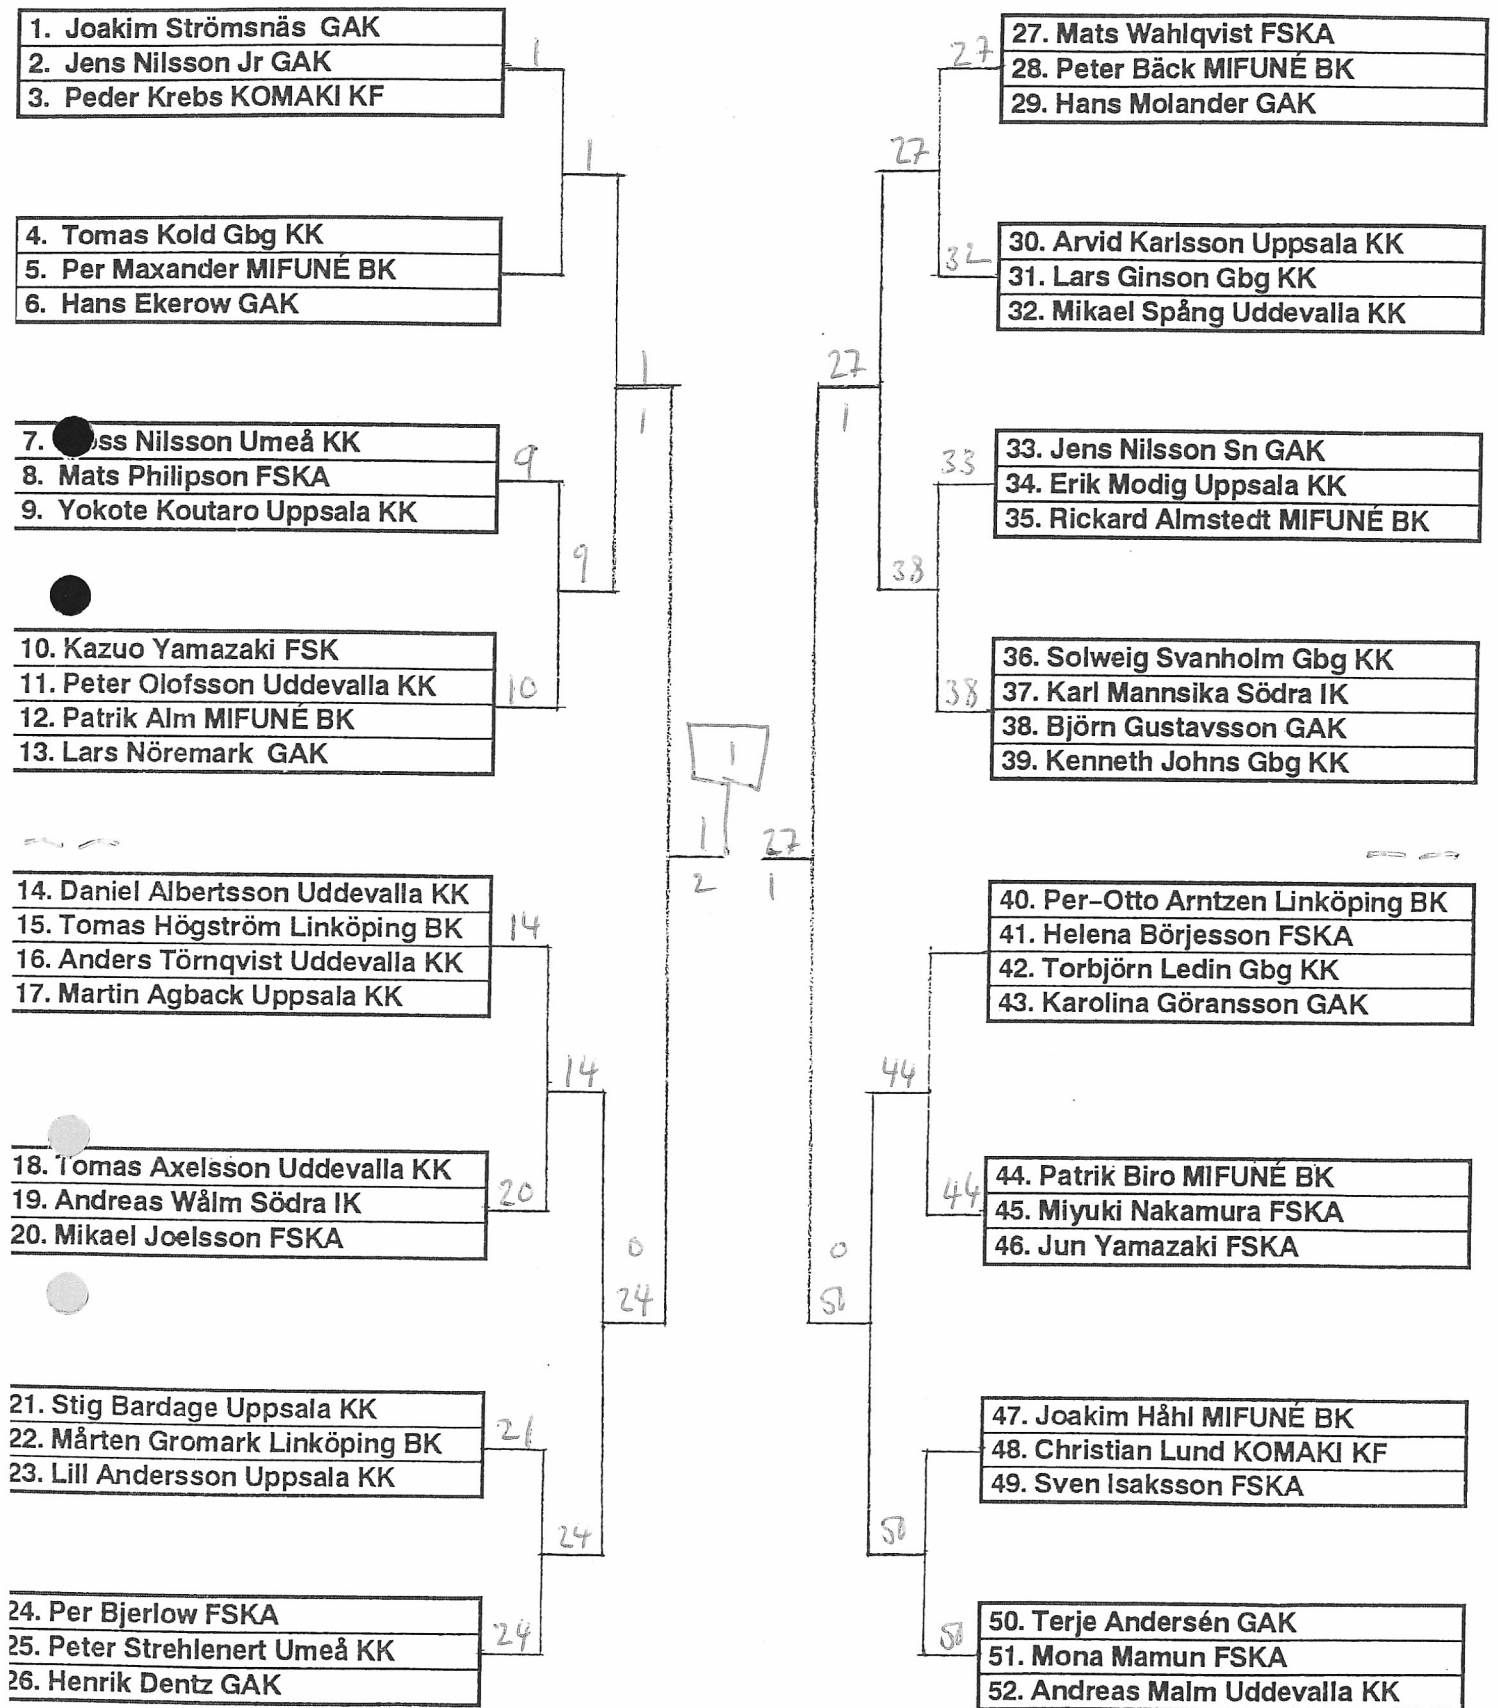 1. Joakim Strömsnäs GAK
2. Jens Nilsson Jr GAK
3. Peder Krebs KOMAKI KF
1
1
4. Tomas Kold Gbg KK
5. Per Maxander MIFUNÉ BK
6. Hans Ekerow GAK
1
1
7. Nilsson Umeå KK
8. Mats Philipson FSKA
9. Yokote Koutaro Uppsala KK
9
9
10. Kazuo Yamazaki FSK
11. Peter Olofsson Uddevalla KK
12. Patrik Alm MIFUNÉ BK
13. Lars Nöremark GAK
10
1
1
2
14. Daniel Albertsson Uddevalla KK
15. Tomas Högström Linköping BK
16. Anders Törnqvist Uddevalla KK
17. Martin Agback Uppsala KK
14
14
18. Tomas Axelsson Uddevalla KK
19. Andreas Wålm Södra IK
20. Mikael Joelsson FSKA
20
0
24
21. Stig Bardage Uppsala KK
22. Mårten Gromark Linköping BK
23. Lill Andersson Uppsala KK
21
24
24. Per Bjerlow FSKA
25. Peter Strehlenert Umeå KK
26. Henrik Dentz GAK
24
27. Mats Wahlqvist FSKA
28. Peter Bäck MIFUNÉ BK
29. Hans Molander GAK
27
27
30. Arvid Karlsson Uppsala KK
31. Lars Ginson Gbg KK
32. Mikael Spång Uddevalla KK
32
27
1
33. Jens Nilsson Sn GAK
34. Erik Modig Uppsala KK
35. Rickard Almstedt MIFUNÉ BK
33
38
36. Solweig Svanholm Gbg KK
37. Karl Mannsika Södra IK
38. Björn Gustavsson GAK
39. Kenneth Johns Gbg KK
38
27
1
40. Per-Otto Arntzen Linköping BK
41. Helena Börjesson FSKA
42. Torbjörn Ledin Gbg KK
43. Karolina Göransson GAK
44
44. Patrik Biro MIFUNÉ BK
45. Miyuki Nakamura FSKA
46. Jun Yamazaki FSKA
44
0
50
47. Joakim Håhl MIFUNÉ BK
48. Christian Lund KOMAKI KF
49. Sven Isaksson FSKA
50
50. Terje Andersén GAK
51. Mona Mamun FSKA
52. Andreas Malm Uddevalla KK
50